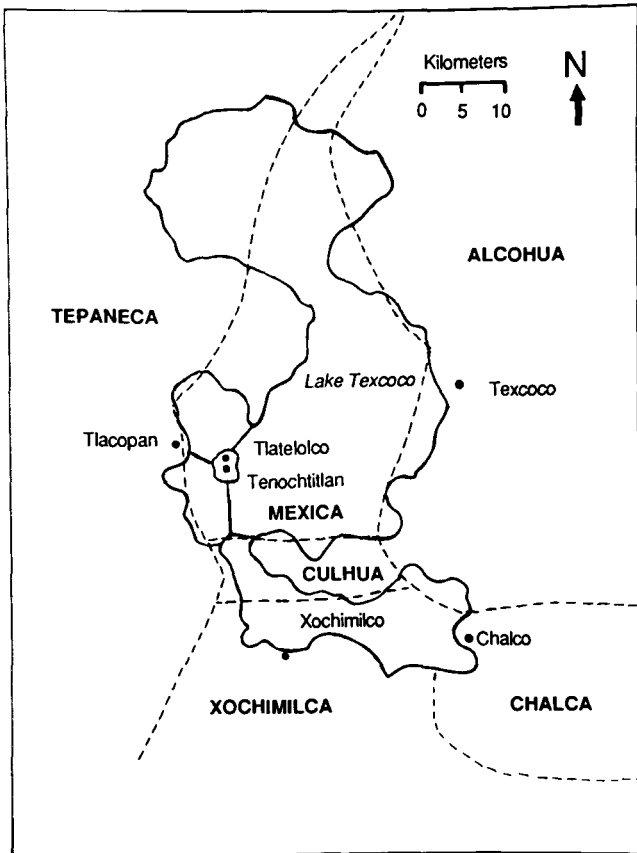 Kilometers
0 5 10
N
ALCOHUA
TEPANECA
Lake Texcoco
Texcoco
Tlacopan
Tlatelolco
Tenochtitlan
MEXICA
CULHUA
Xochimilco
Chalco
XOCHIMILCA
CHALCA